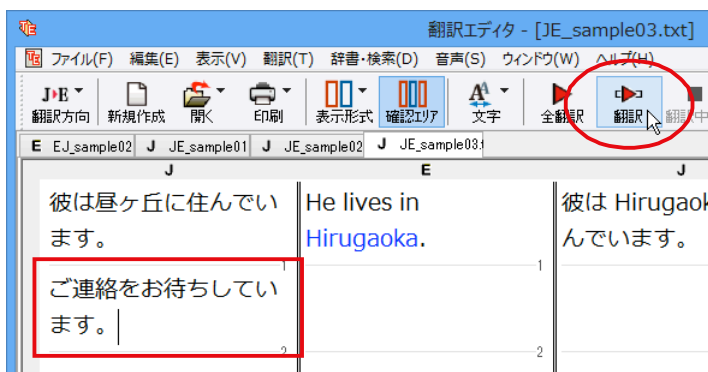 翻訳エディタ - [JE_sample03.txt]
ファイル(F) 編集(E) 表示(V) 翻訳(T) 辞書・検索(D) 音声(S) ウィンドウ(W) ヘルプ(H)
J▸E
翻訳方向 新規作成 開く 印刷 表示形式 確認エリア 文字 全翻訳 翻訳 翻訳中
E EJ_sample02 J JE_sample01 J JE_sample02 J JE_sample03.t
J E J
彼は昼ヶ丘に住んでい
ます。
1
He lives in
Hirugaoka.
1
彼は Hirugaok
んでいます。
ご連絡をお待ちしてい
ます。
2
2